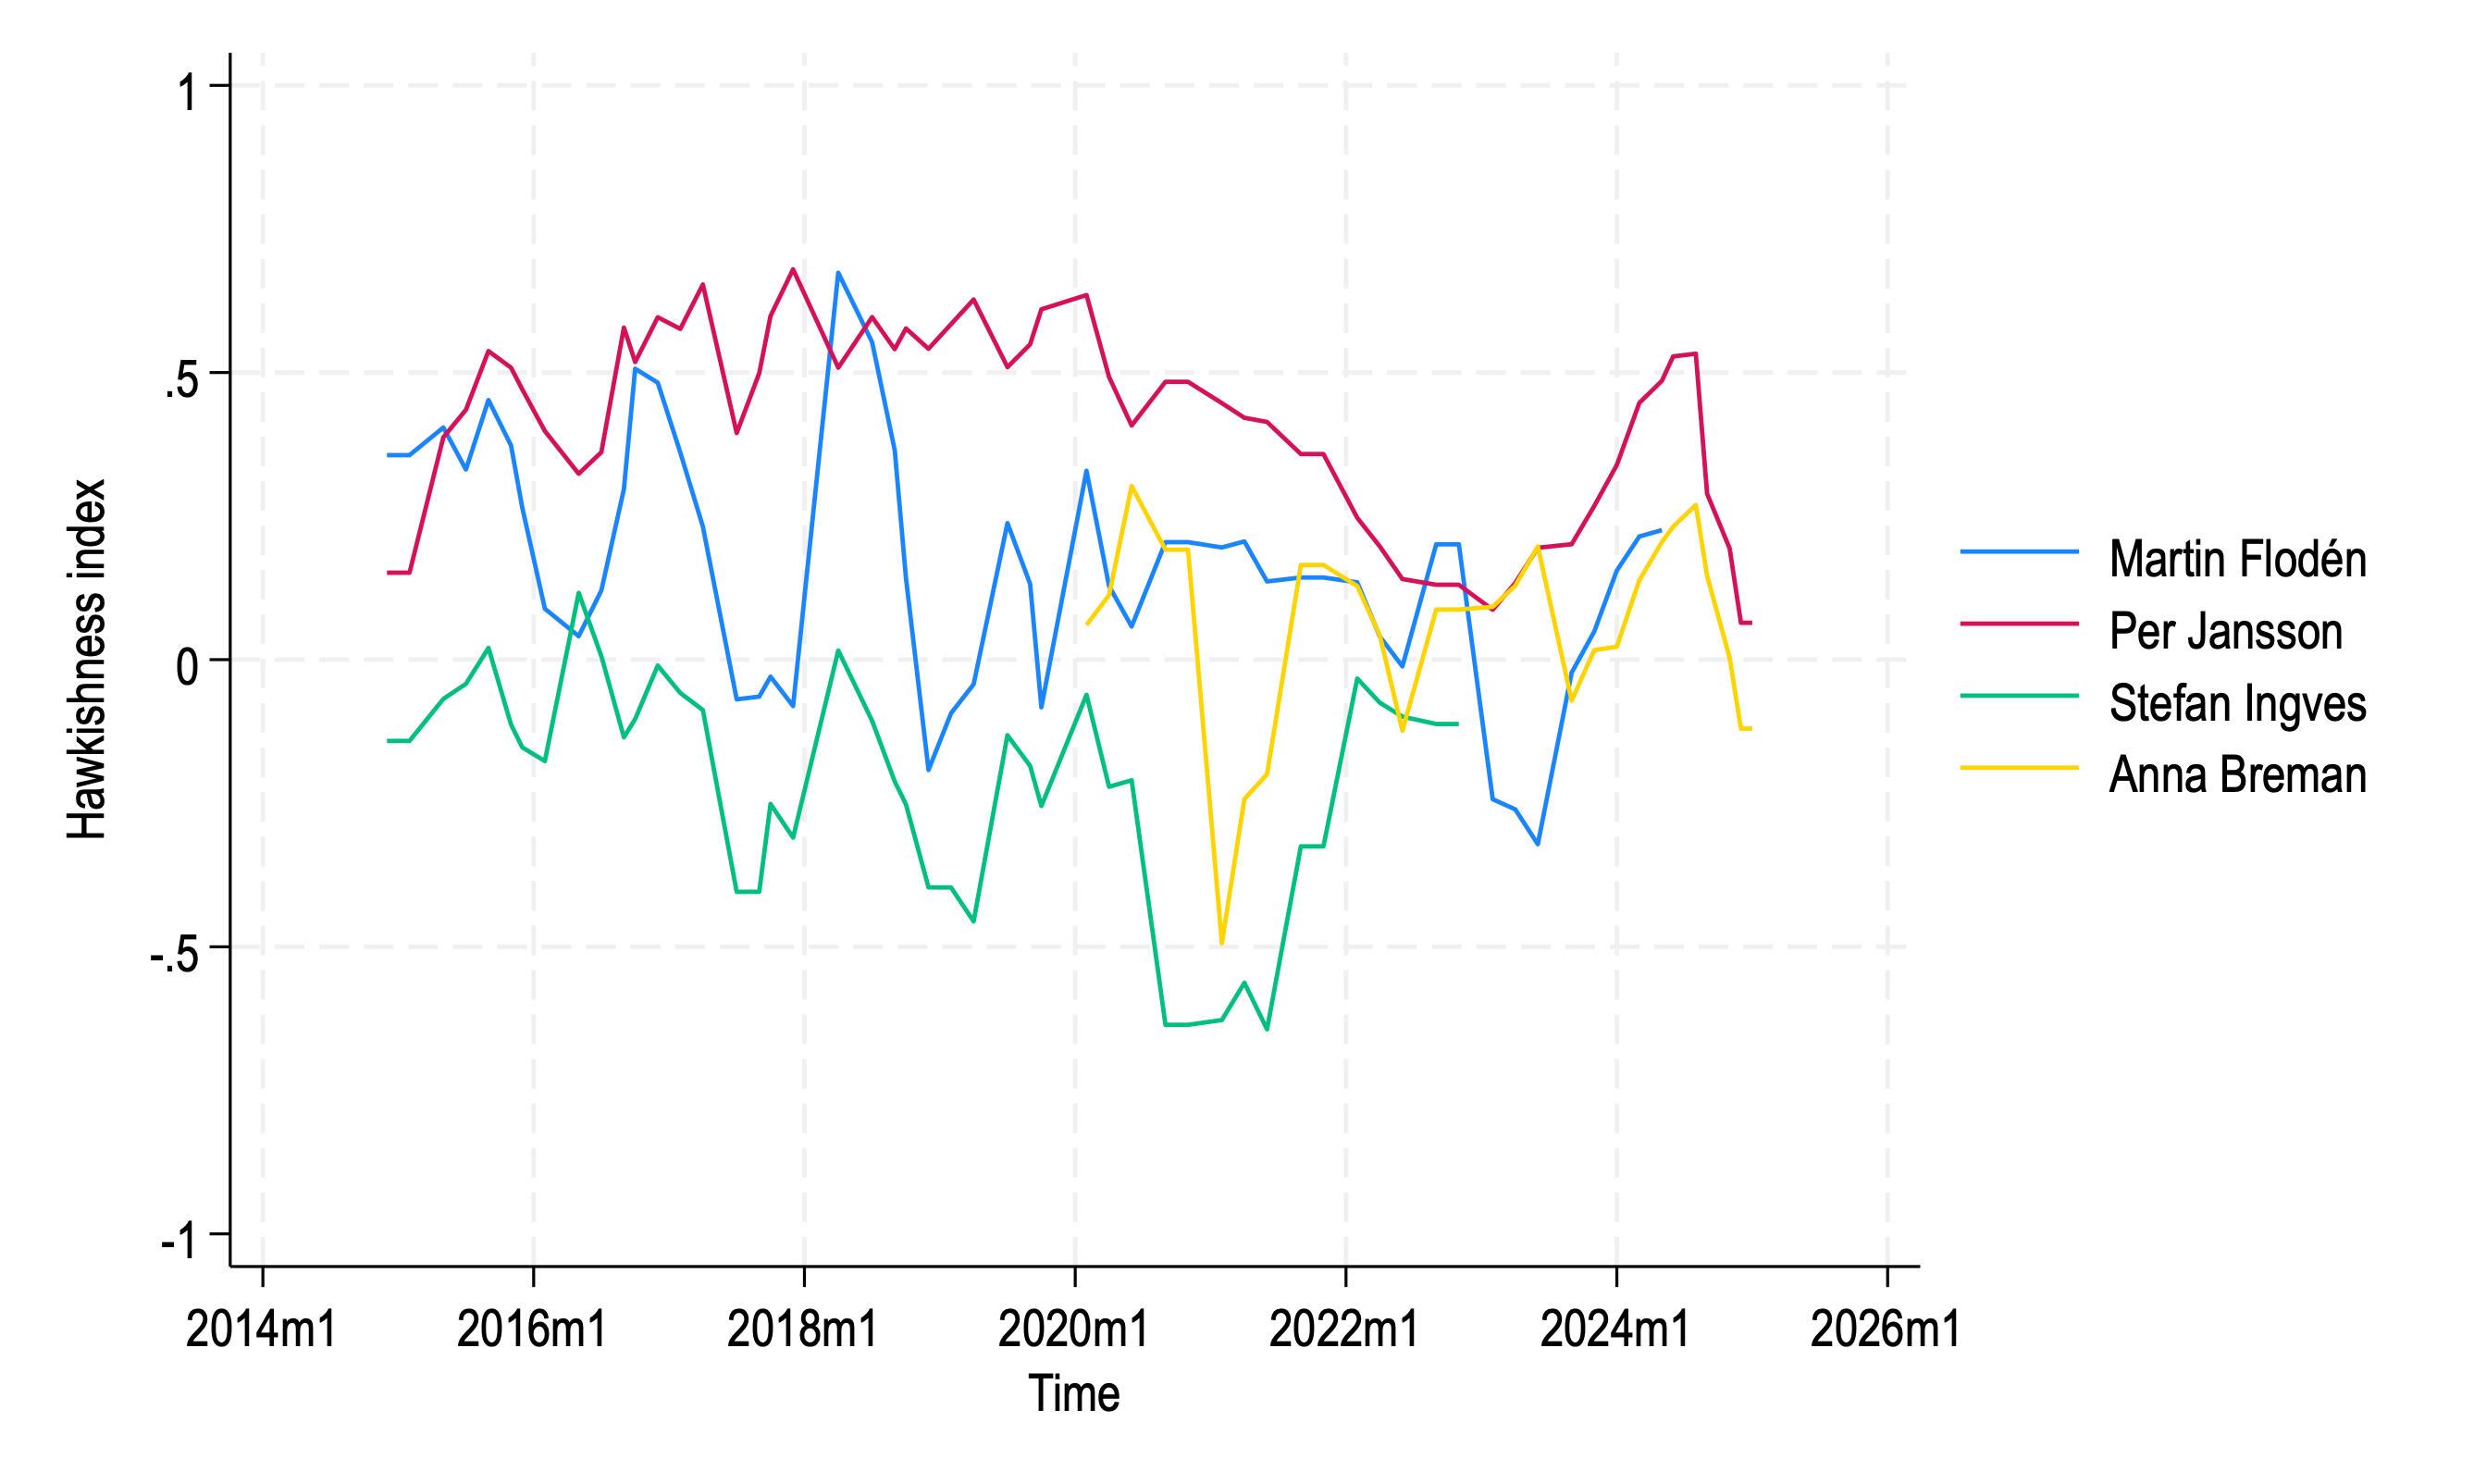 1
.5
0
-.5
-1
Hawkishness index
2014m1 2016m1 2018m1 2020m1 2022m1 2024m1 2026m1
Time
Martin Flodén
Per Jansson
Stefan Ingves
Anna Breman